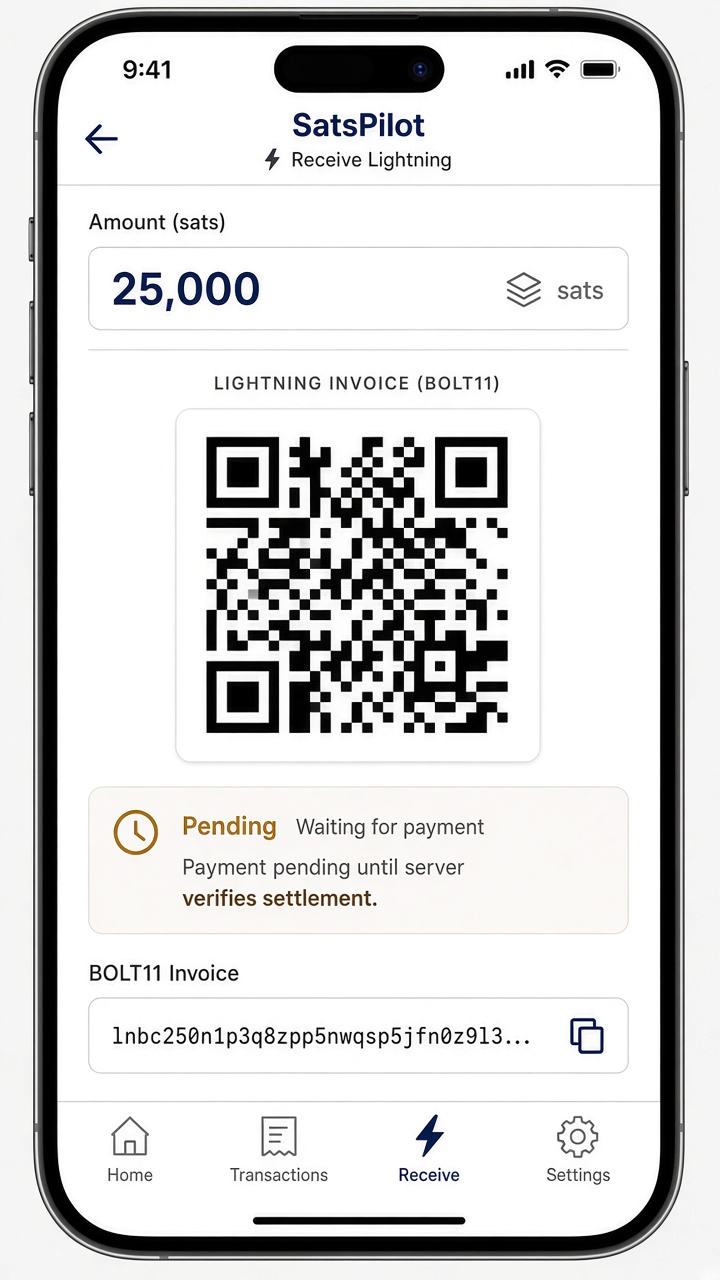 9:41
SatsPilot
Receive Lightning
Amount (sats)
25,000 sats
LIGHTNING INVOICE (BOLT11)
Pending Waiting for payment
Payment pending until server
verifies settlement.
BOLT11 Invoice
lnbc250n1p3q8zpp5nwqsp5jfn0z9l3...
Home Transactions Receive Settings